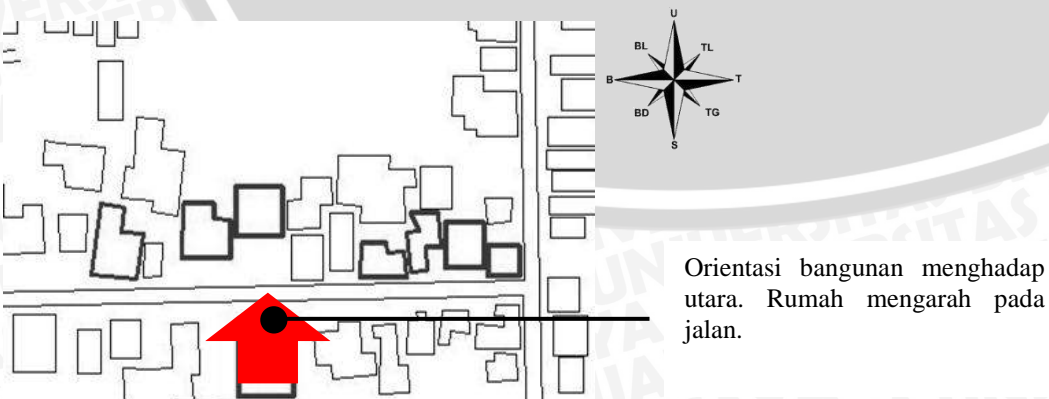 U
BL TL
B T
BD TG
S
Orientasi bangunan menghadap
utara. Rumah mengarah pada
jalan.